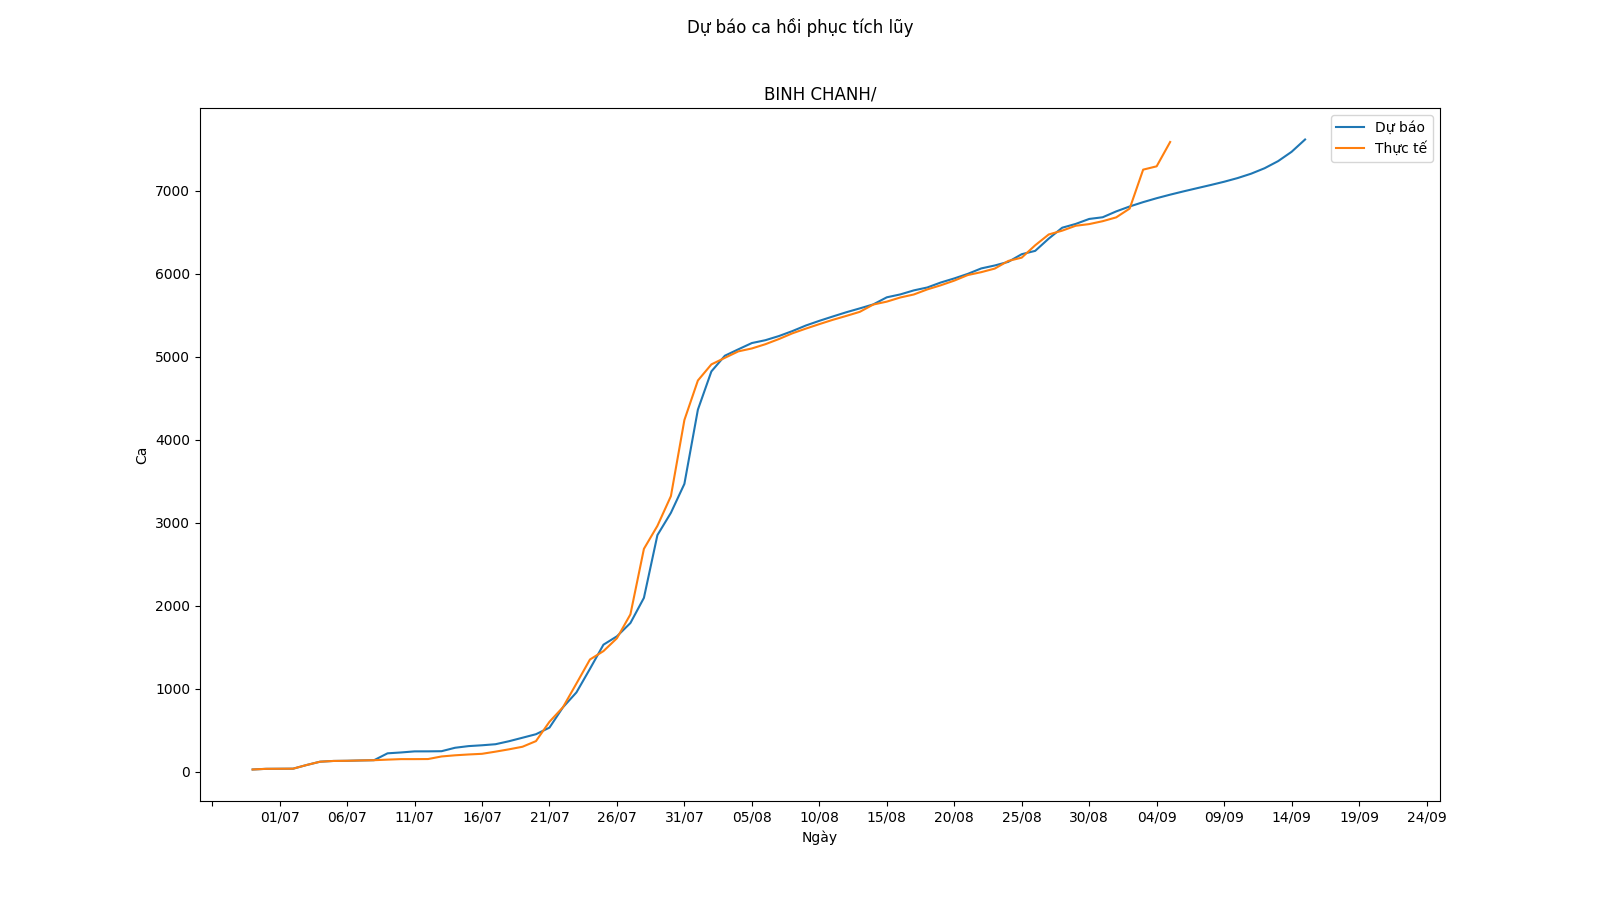 Dự báo ca hồi phục tích lũy
BINH CHANH/
Dự báo
Thực tế
7000
6000
5000
4000
3000
2000
1000
0
Ca
01/07 06/07 11/07 16/07 21/07 26/07 31/07 05/08 10/08 15/08 20/08 25/08 30/08 04/09 09/09 14/09 19/09 24/09
Ngày